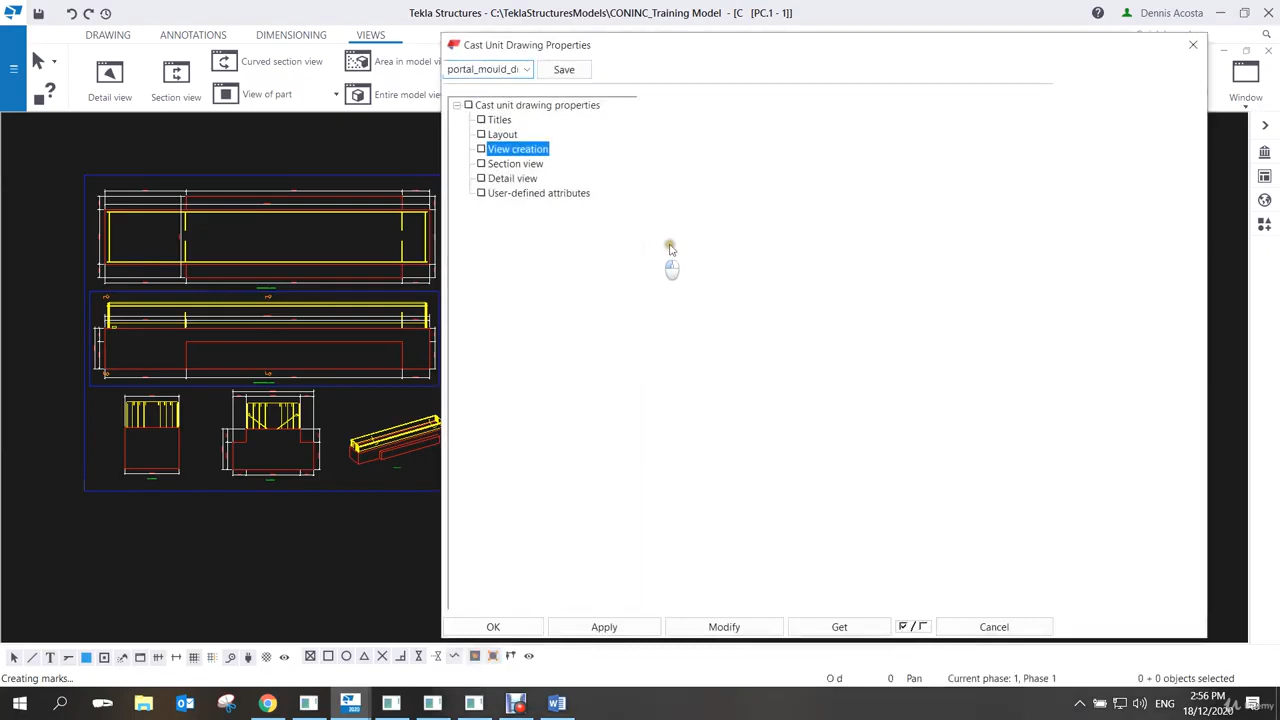 Tekla Structures - C:\TeklaStructuresModels\CONINC_Training Model - [C [PC.1 - 1]]
Dennis Acosta
DRAWING
ANNOTATIONS
DIMENSIONING
VIEWS
Detail view
Section view
Curved section view
View of part
Area in model view
Entire model view
Window
Cast Unit Drawing Properties
portal_mould_d
Save
Cast unit drawing properties
Titles
Layout
View creation
Section view
Detail view
User-defined attributes
OK
Apply
Modify
Get
Cancel
Creating marks...
O d
0
Pan
Current phase: 1, Phase 1
0 + 0 objects selected
ENG
2:56 PM
18/12/2020